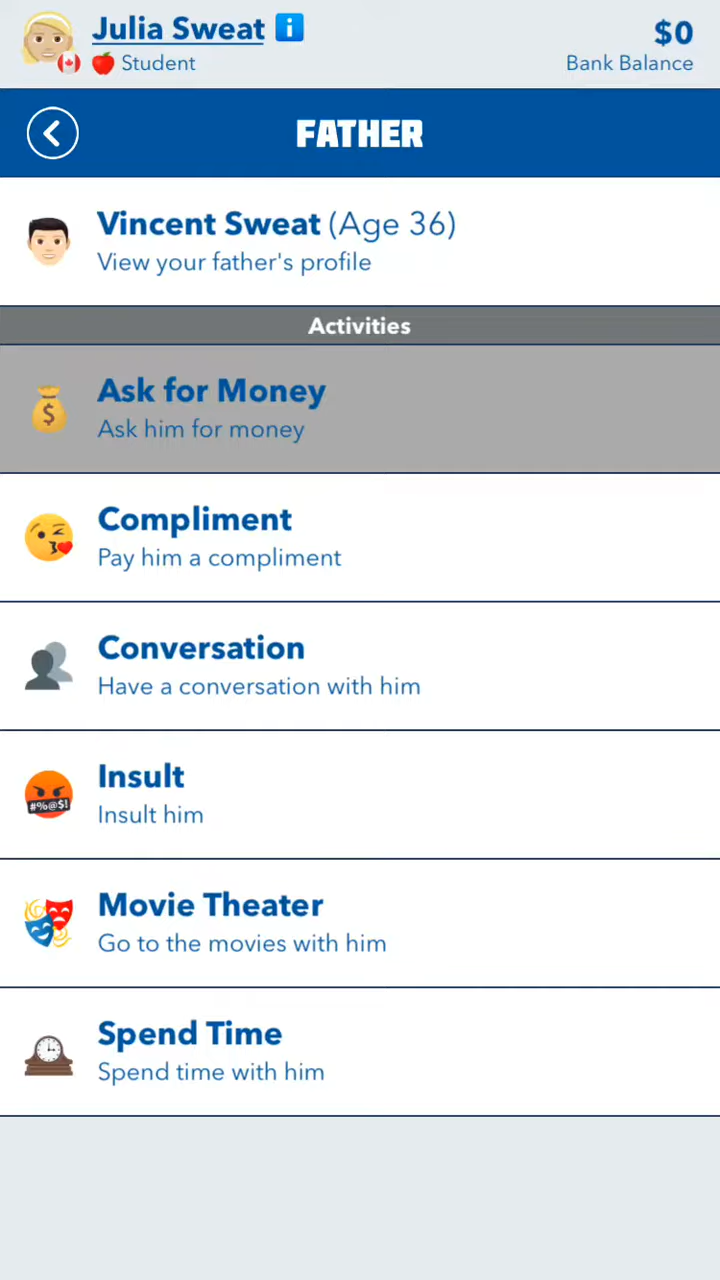 Julia Sweat
$0
Student
Bank Balance
FATHER
Vincent Sweat (Age 36)
View your father's profile
Activities
Ask for Money
Ask him for money
Compliment
Pay him a compliment
Conversation
Have a conversation with him
Insult
#%@$!
Insult him
Movie Theater
Go to the movies with him
Spend Time
Spend time with him